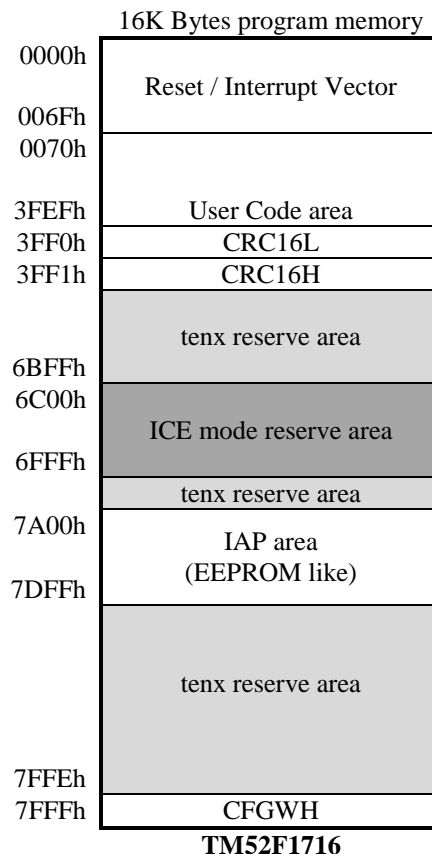 16K Bytes program memory
0000h
Reset / Interrupt Vector
006Fh
0070h
3FEFh User Code area
3FF0h CRC16L
3FF1h CRC16H
tenx reserve area
6BFFh
6C00h
ICE mode reserve area
6FFFh
tenx reserve area
7A00h
IAP area
(EEPROM like)
7DFFh
tenx reserve area
7FFEh
7FFFh CFGWH
TM52F1716